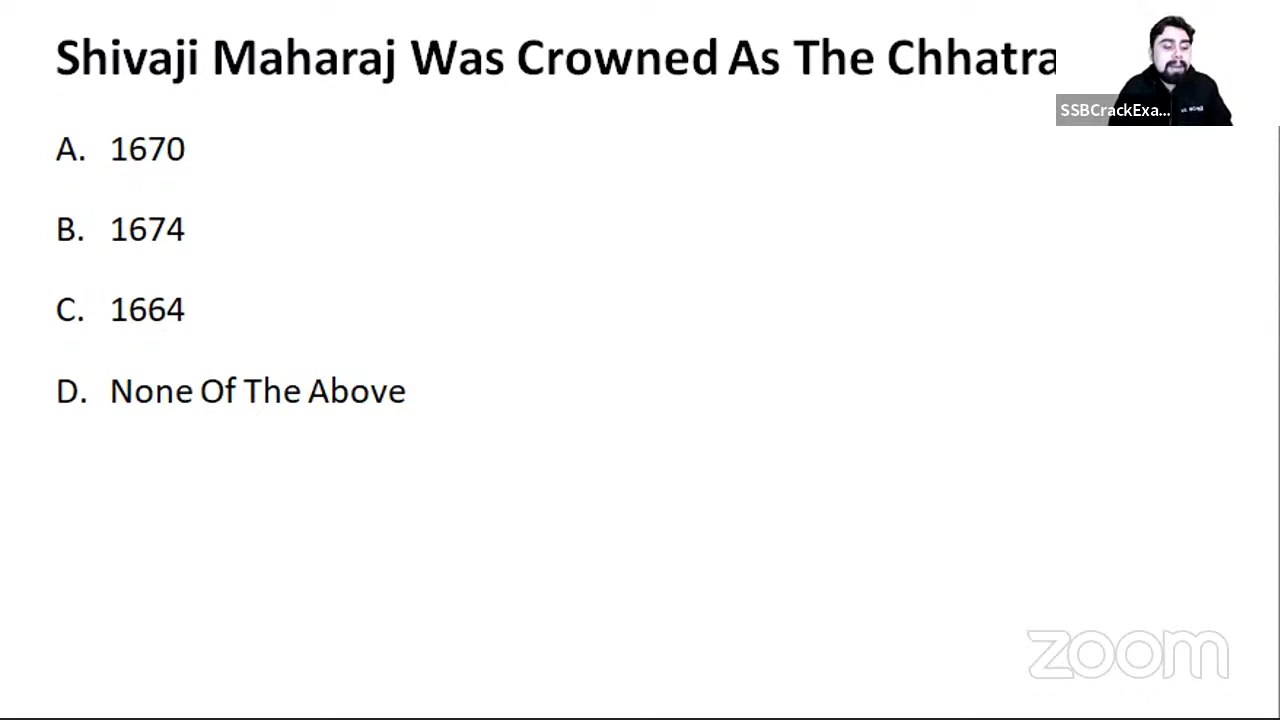 Shivaji Maharaj Was Crowned As The Chhatra
SSBCrackExa...
A. 1670
B. 1674
C. 1664
D. None Of The Above
zoom